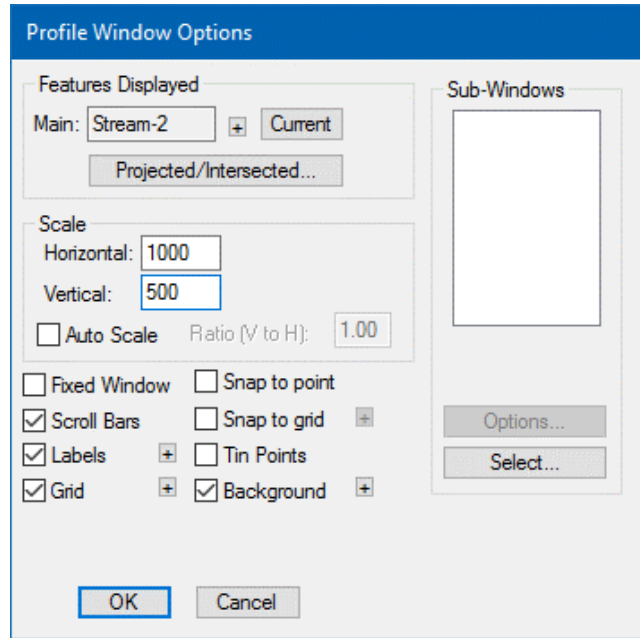 Profile Window Options
Features Displayed
Main: Stream-2 + Current
Projected/Intersected...
Scale
Horizontal: 1000
Vertical: 500
Auto Scale Ratio (V to H): 1.00
Fixed Window Snap to point
Scroll Bars Snap to grid +
Labels + Tin Points
Grid + Background +
Sub-Windows
Options...
Select...
OK Cancel